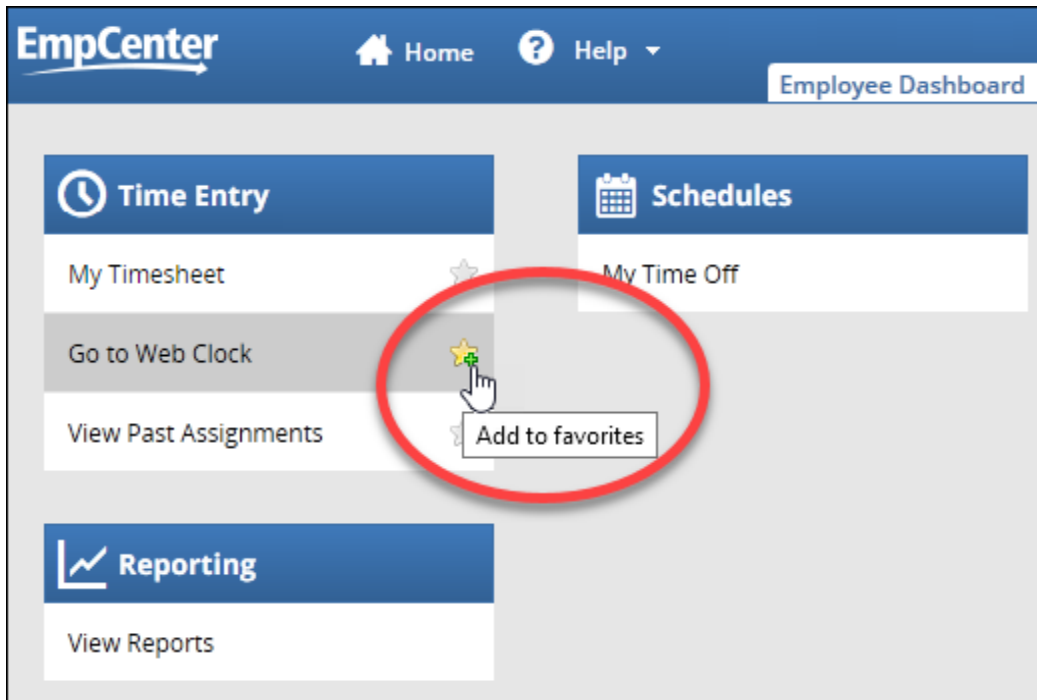 EmpCenter
Home
Help
Employee Dashboard
Time Entry
My Timesheet
Go to Web Clock
View Past Assignments
Add to favorites
Schedules
My Time Off
Reporting
View Reports